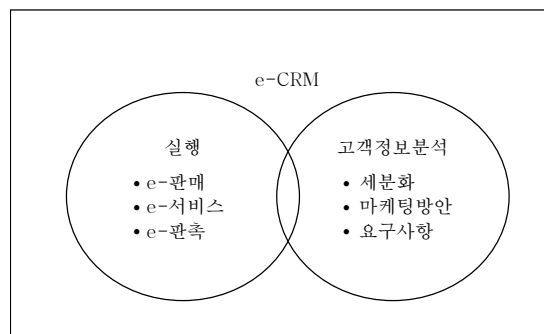 e-CRM
실행
• e-판매
• e-서비스
• e-판촉
고객정보분석
• 세분화
• 마케팅방안
• 요구사항